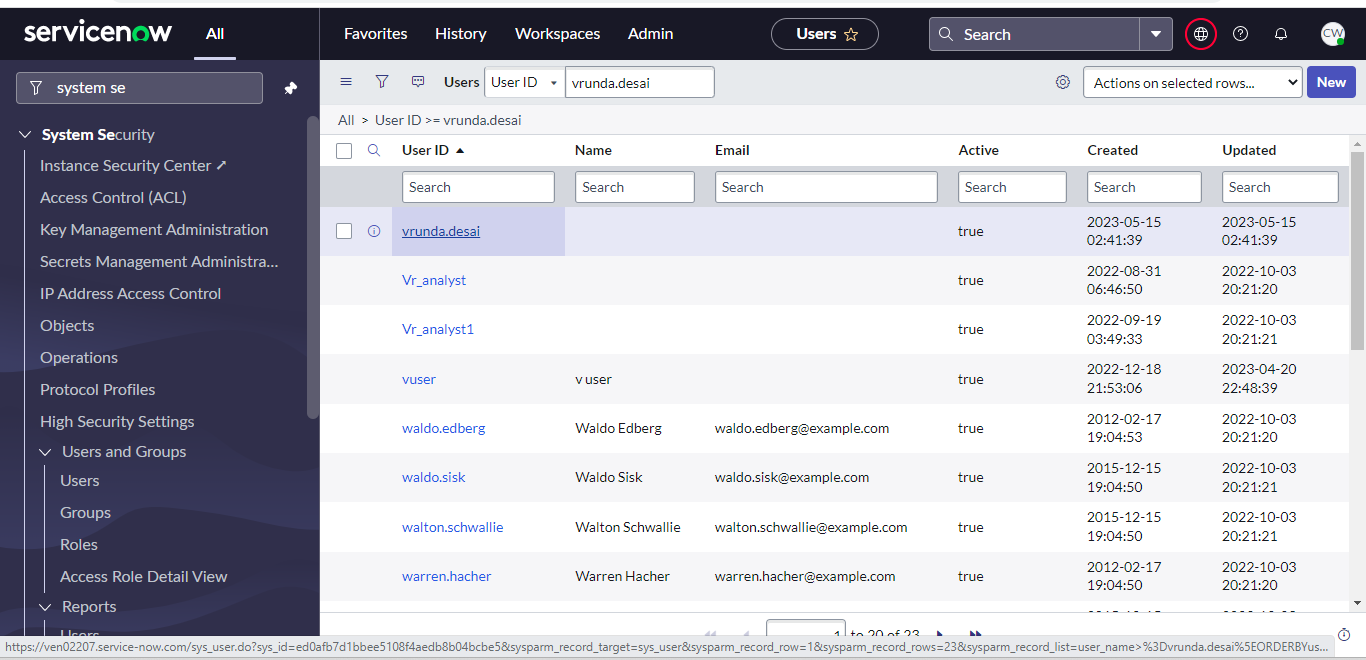 servicenow
All
Favorites
History
Workspaces
Admin
Users
Search
CW
system se
Users
User ID
vrunda.desai
Actions on selected rows...
New
All > User ID >= vrunda.desai
System Security
Instance Security Center
Access Control (ACL)
Key Management Administration
Secrets Management Administra...
IP Address Access Control
Objects
Operations
Protocol Profiles
High Security Settings
Users and Groups
Users
Groups
Roles
Access Role Detail View
Reports
Users
User ID Name Email Active Created Updated
Search Search Search Search Search Search
vrunda.desai true 2023-05-15 2023-05-15
02:41:39 02:41:39
Vr_analyst true 2022-08-31 2022-10-03
06:46:50 20:21:20
Vr_analyst1 true 2022-09-19 2022-10-03
03:49:33 20:21:21
vuser v user true 2022-12-18 2023-04-20
21:53:06 22:48:39
waldo.edberg Waldo Edberg waldo.edberg@example.com true 2012-02-17 2022-10-03
19:04:53 20:21:20
waldo.sisk Waldo Sisk waldo.sisk@example.com true 2015-12-15 2022-10-03
19:04:50 20:21:21
walton.schwallie Walton Schwallie walton.schwallie@example.com true 2015-12-15 2022-10-03
19:04:50 20:21:21
warren.hacher Warren Hacher warren.hacher@example.com true 2012-02-17 2022-10-03
19:04:50 20:21:20
1 to 20 of 23
https://ven02207.service-now.com/sys_user.do?sys_id=ed0afb7d1bbee5108f4aedb8b04bcbe5&sysparm_record_target=sys_user&sysparm_record_row=1&sysparm_record_rows=23&sysparm_record_list=user_name>%3Dvrunda.desai%5EORDERBYus...